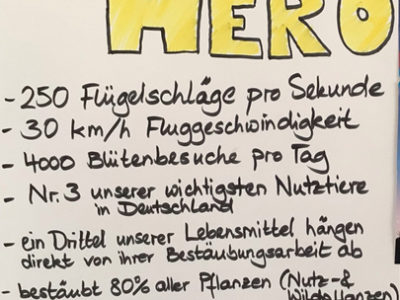 HERO
- 250 Flügelschläge pro Sekunde
- 30 km/h Fluggeschwindigkeit
- 4000 Blütenbesuche pro Tag
- Nr. 3 unserer wichtigsten Nutztiere
in Deutschland
- ein Drittel unserer Lebensmittel hängen
direkt von ihrer Bestäubungsarbeit ab
- bestäubt 80% aller Pflanzen (Nutz- &
Wildpflanzen)